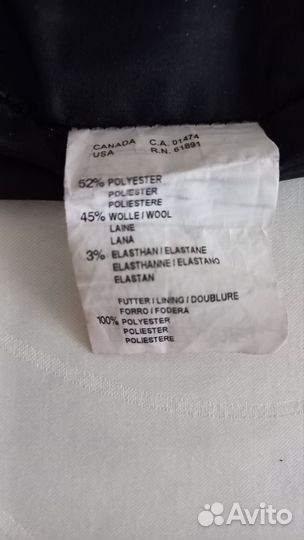 CANADA C.A. 01474
USA R.N. 61891
52% POLYESTER
POLIESTER
POLIESTERE
45% WOLLE / WOOL
LAINE
LANA
3% ELASTHAN / ELASTANE
ELASTHANNE / ELASTANO
ELASTAN
FUTTER / LINING / DOUBLURE
FORRO / FODERA
100% POLYESTER
POLIESTER
POLIESTERE
Avito